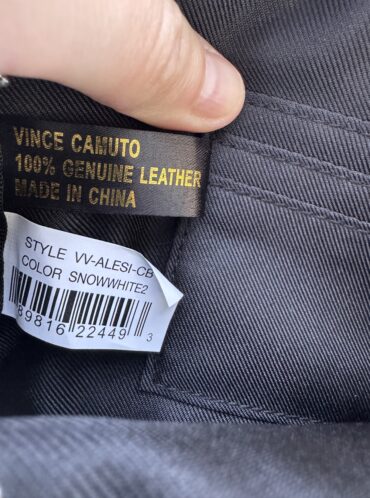 VINCE CAMUTO
100% GENUINE LEATHER
MADE IN CHINA
STYLE VV-ALESI-CB
COLOR SNOWWHITE2
89816 22449 3